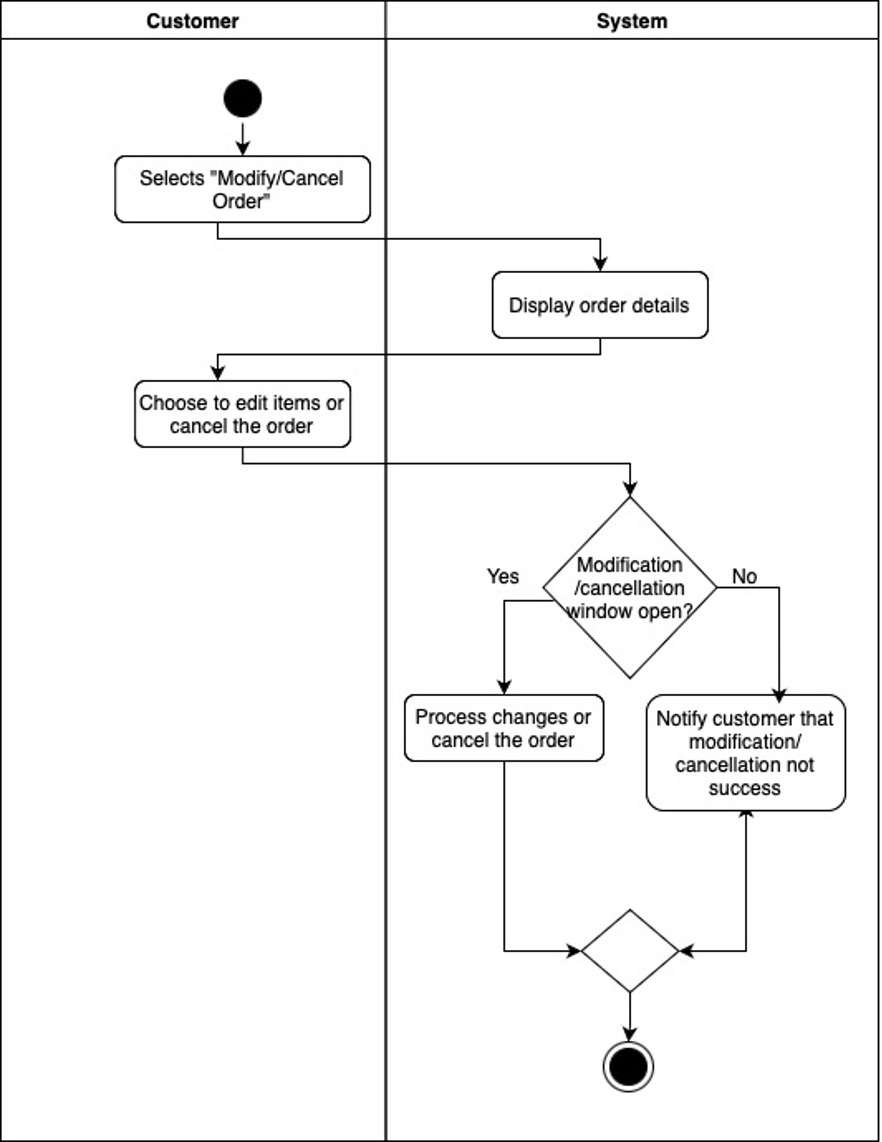 Customer
System
Selects "Modify/Cancel
Order"
Display order details
Choose to edit items or
cancel the order
Modification
/cancellation
window open?
Yes
No
Process changes or
cancel the order
Notify customer that
modification/
cancellation not
success